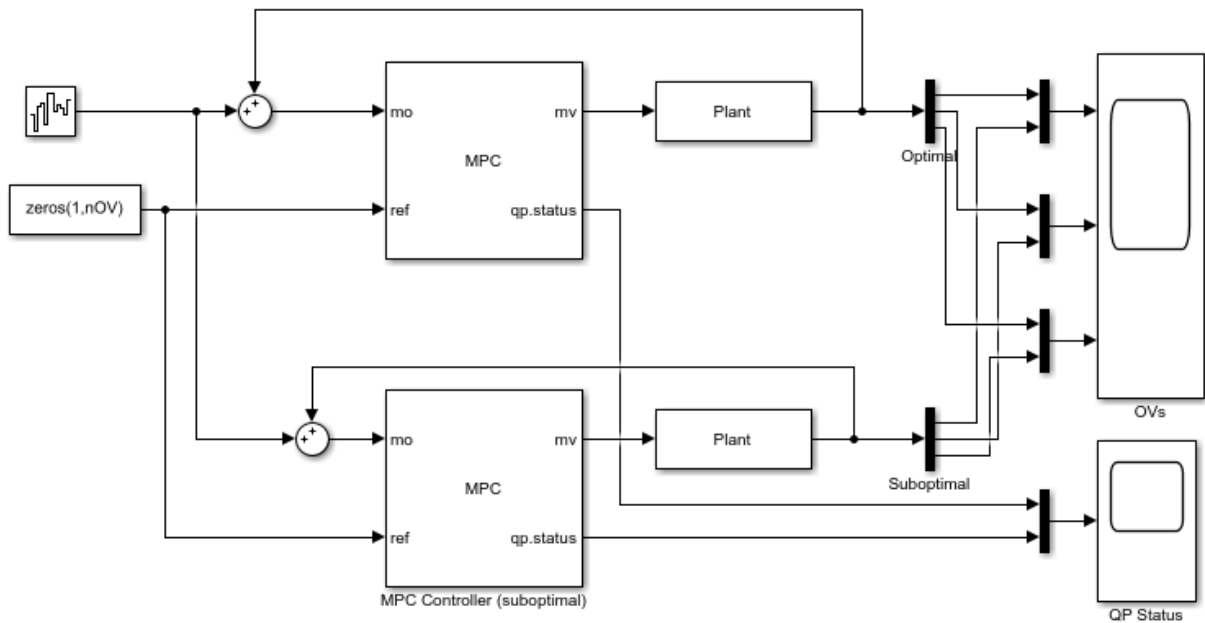 +
+
mo
mv
MPC
ref
qp.status
Plant
Optimal
zeros(1,nOV)
OVs
+
+
mo
mv
MPC
ref
qp.status
MPC Controller (suboptimal)
Plant
Suboptimal
QP Status